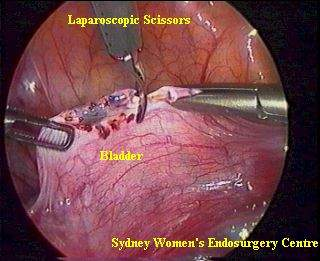 Laparoscopic Scissors
Bladder
Sydney Women's Endosurgery Centre